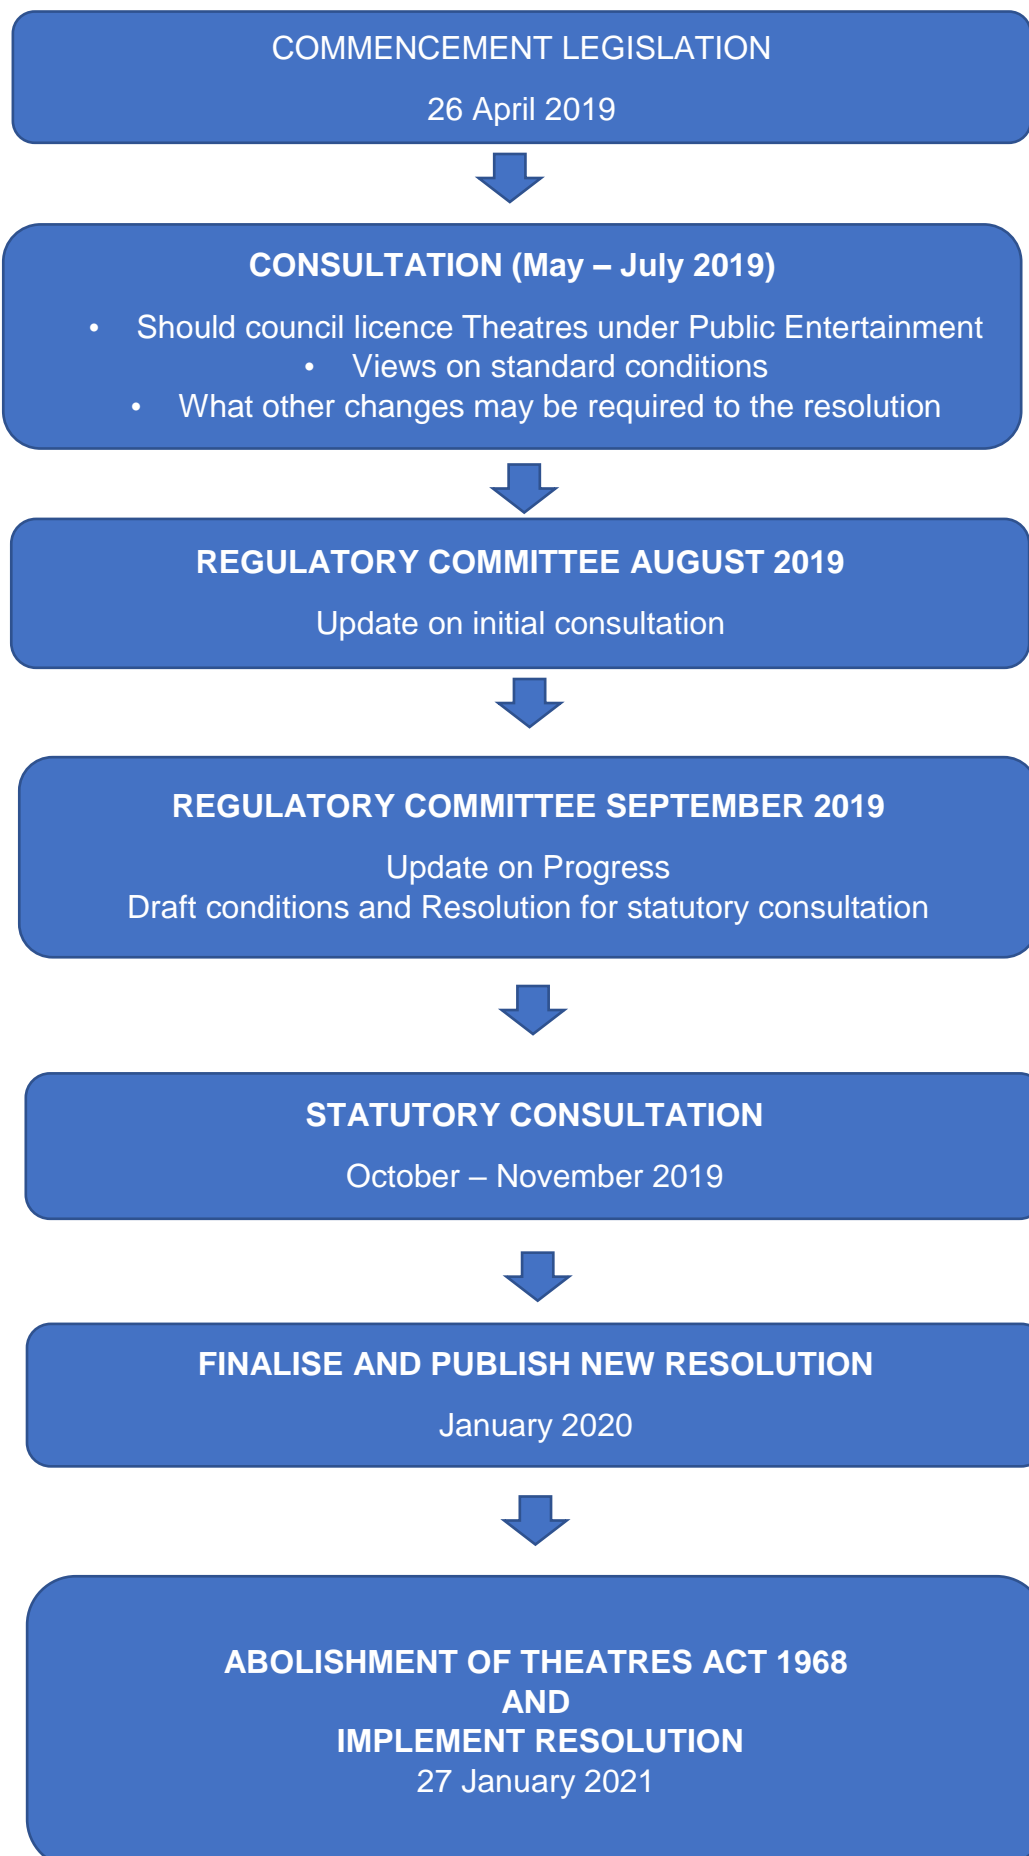 COMMENCEMENT LEGISLATION
26 April 2019
CONSULTATION (May – July 2019)
• Should council licence Theatres under Public Entertainment
• Views on standard conditions
• What other changes may be required to the resolution
REGULATORY COMMITTEE AUGUST 2019
Update on initial consultation
REGULATORY COMMITTEE SEPTEMBER 2019
Update on Progress
Draft conditions and Resolution for statutory consultation
STATUTORY CONSULTATION
October – November 2019
FINALISE AND PUBLISH NEW RESOLUTION
January 2020
ABOLISHMENT OF THEATRES ACT 1968
AND
IMPLEMENT RESOLUTION
27 January 2021